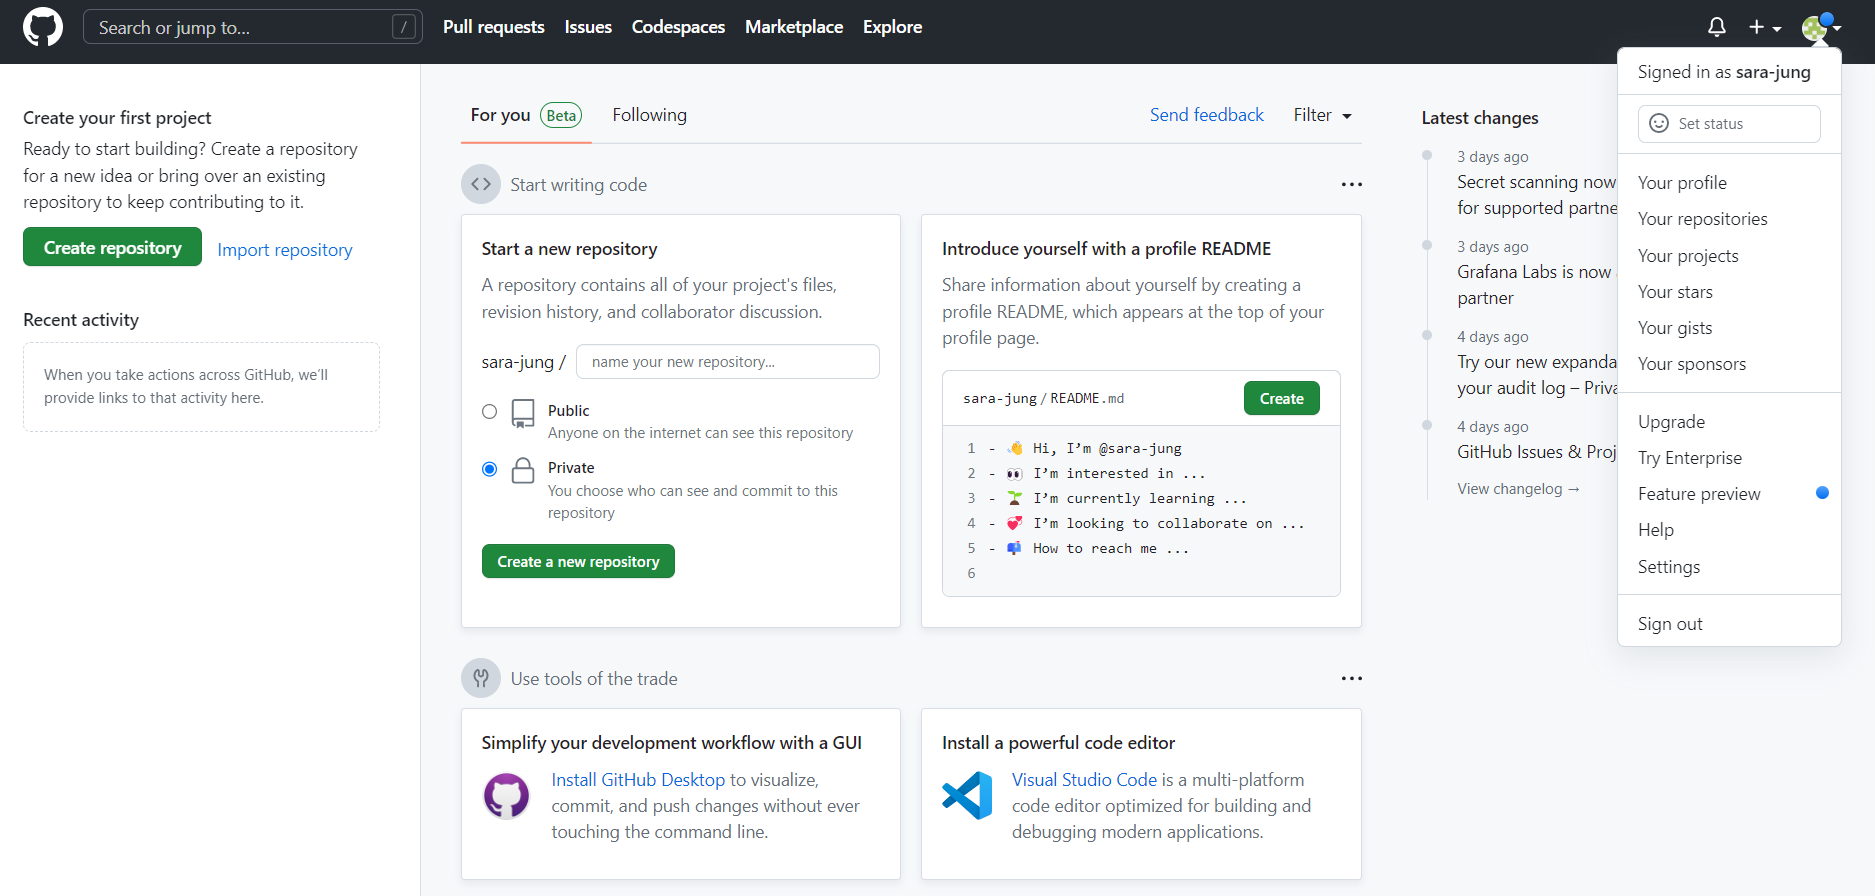 Search or jump to... /
Pull requests
Issues
Codespaces
Marketplace
Explore
Create your first project
Ready to start building? Create a repository
for a new idea or bring over an existing
repository to keep contributing to it.
Create repository
Import repository
Recent activity
When you take actions across GitHub, we'll
provide links to that activity here.
For you Beta
Following
Send feedback
Filter
Start writing code
Start a new repository
A repository contains all of your project's files,
revision history, and collaborator discussion.
sara-jung / name your new repository...
Public
Anyone on the internet can see this repository
Private
You choose who can see and commit to this
repository
Create a new repository
Introduce yourself with a profile README
Share information about yourself by creating a
profile README, which appears at the top of your
profile page.
sara-jung / README.md
Create
1 - 👋 Hi, I'm @sara-jung
2 - 👀 I'm interested in ...
3 - 🌱 I'm currently learning ...
4 - 💞️ I'm looking to collaborate on ...
5 - 📫 How to reach me ...
6
Use tools of the trade
Simplify your development workflow with a GUI
Install GitHub Desktop to visualize,
commit, and push changes without ever
touching the command line.
Install a powerful code editor
Visual Studio Code is a multi-platform
code editor optimized for building and
debugging modern applications.
Latest changes
3 days ago
Secret scanning now
for supported partne
3 days ago
Grafana Labs is now
partner
4 days ago
Try our new expanda
your audit log – Priva
4 days ago
GitHub Issues & Proj
View changelog →
Signed in as sara-jung
Set status
Your profile
Your repositories
Your projects
Your stars
Your gists
Your sponsors
Upgrade
Try Enterprise
Feature preview
Help
Settings
Sign out